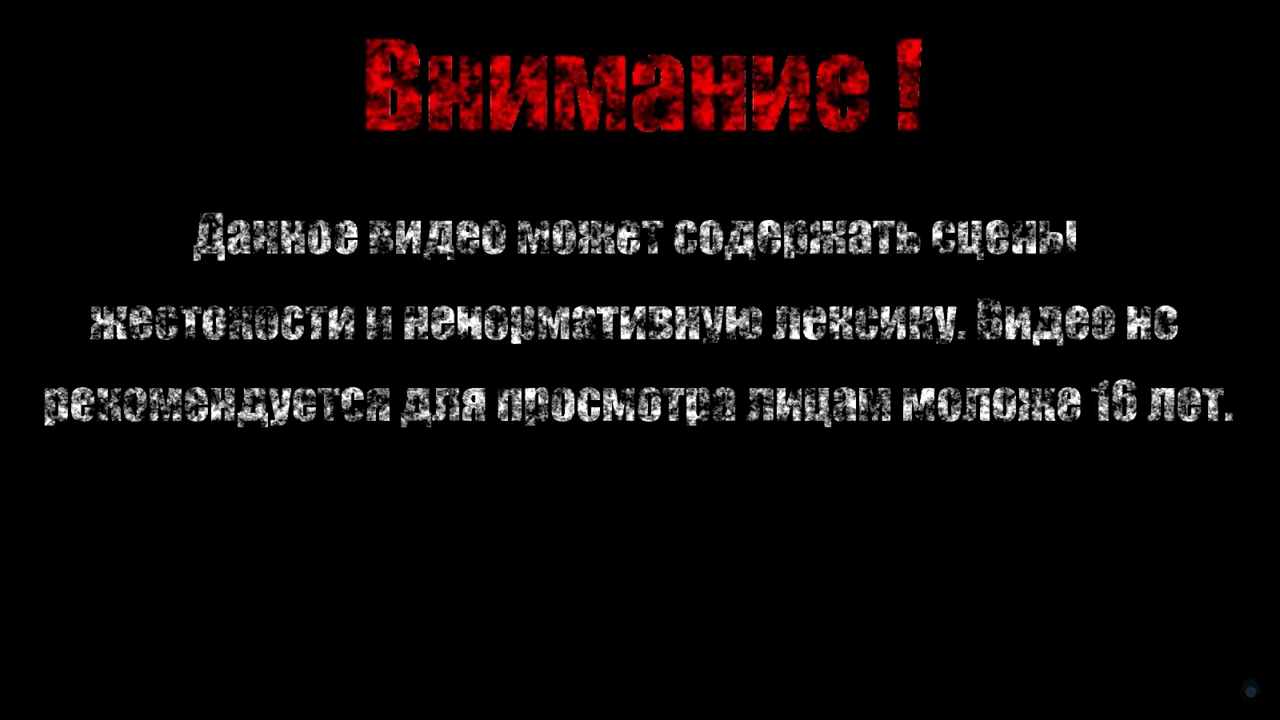 Внимание !
Данное видео может содержать сцены
жестокости и ненормативную лексику. Видео не
рекомендуется для просмотра лицам моложе 16 лет.